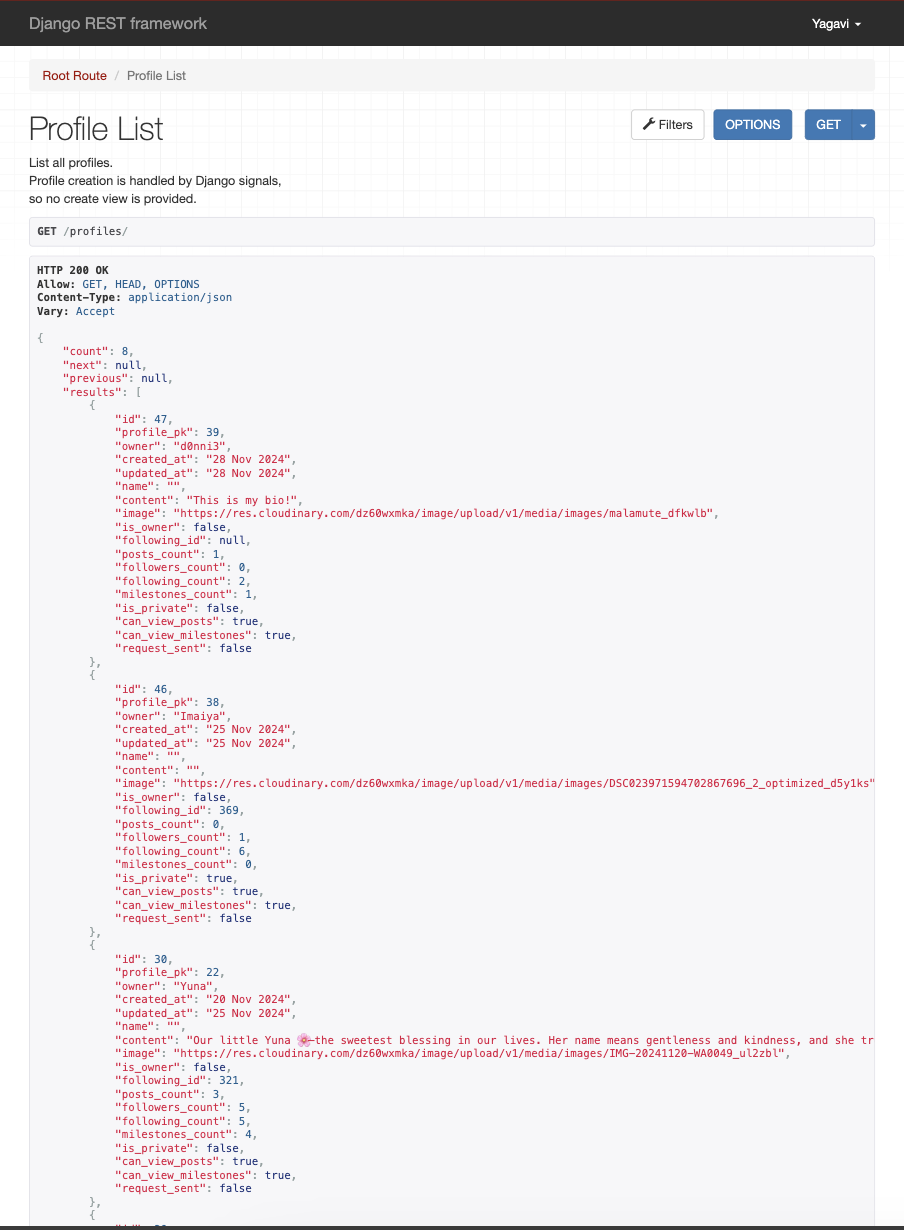 Django REST framework
Yagavi
Root Route / Profile List
Profile List
Filters
OPTIONS
GET
List all profiles.
Profile creation is handled by Django signals,
so no create view is provided.
GET /profiles/
HTTP 200 OK
Allow: GET, HEAD, OPTIONS
Content-Type: application/json
Vary: Accept
{
"count": 8,
"next": null,
"previous": null,
"results": [
{
"id": 47,
"profile_pk": 39,
"owner": "d0nni3",
"created_at": "28 Nov 2024",
"updated_at": "28 Nov 2024",
"name": "",
"content": "This is my bio!",
"image": "https://res.cloudinary.com/dz60wxmka/image/upload/v1/media/images/malamute_dfkwlb",
"is_owner": false,
"following_id": null,
"posts_count": 1,
"followers_count": 0,
"following_count": 2,
"milestones_count": 1,
"is_private": false,
"can_view_posts": true,
"can_view_milestones": true,
"request_sent": false
},
{
"id": 46,
"profile_pk": 38,
"owner": "Imaiya",
"created_at": "25 Nov 2024",
"updated_at": "25 Nov 2024",
"name": "",
"content": "",
"image": "https://res.cloudinary.com/dz60wxmka/image/upload/v1/media/images/DSC023971594702867696_2_optimized_d5y1ks"
"is_owner": false,
"following_id": 369,
"posts_count": 0,
"followers_count": 1,
"following_count": 6,
"milestones_count": 0,
"is_private": true,
"can_view_posts": true,
"can_view_milestones": true,
"request_sent": false
},
{
"id": 30,
"profile_pk": 22,
"owner": "Yuna",
"created_at": "20 Nov 2024",
"updated_at": "25 Nov 2024",
"name": "",
"content": "Our little Yuna 🌸—the sweetest blessing in our lives. Her name means gentleness and kindness, and she tr
"image": "https://res.cloudinary.com/dz60wxmka/image/upload/v1/media/images/IMG-20241120-WA0049_ul2zbl",
"is_owner": false,
"following_id": 321,
"posts_count": 3,
"followers_count": 5,
"following_count": 5,
"milestones_count": 4,
"is_private": false,
"can_view_posts": true,
"can_view_milestones": true,
"request_sent": false
},
{